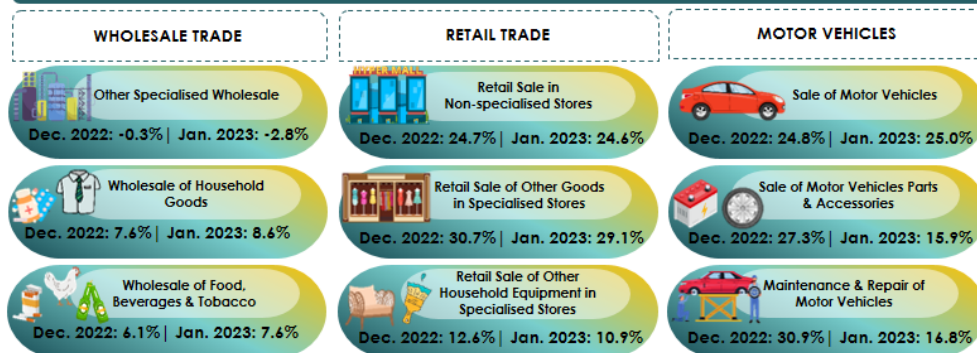 WHOLESALE TRADE
RETAIL TRADE
MOTOR VEHICLES
Other Specialised Wholesale
Dec. 2022: -0.3%| Jan. 2023: -2.8%
Retail Sale in
Non-specialised Stores
Dec. 2022: 24.7%| Jan. 2023: 24.6%
Sale of Motor Vehicles
Dec. 2022: 24.8%| Jan. 2023: 25.0%
Wholesale of Household
Goods
Dec. 2022: 7.6%| Jan. 2023: 8.6%
Retail Sale of Other Goods
in Specialised Stores
Dec. 2022: 30.7%| Jan. 2023: 29.1%
Sale of Motor Vehicles Parts
& Accessories
Dec. 2022: 27.3%| Jan. 2023: 15.9%
Wholesale of Food,
Beverages & Tobacco
Dec. 2022: 6.1%| Jan. 2023: 7.6%
Retail Sale of Other
Household Equipment in
Specialised Stores
Dec. 2022: 12.6%| Jan. 2023: 10.9%
Maintenance & Repair of
Motor Vehicles
Dec. 2022: 30.9%| Jan. 2023: 16.8%